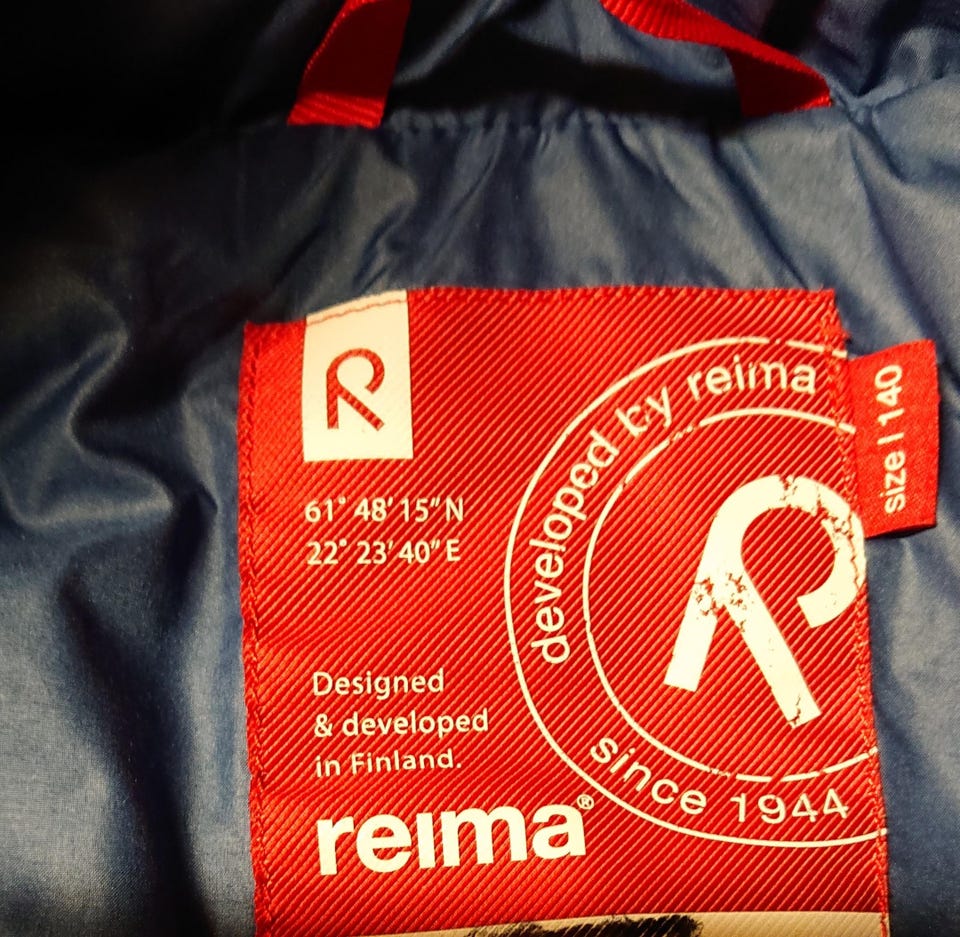 R
61° 48' 15" N
22° 23' 40" E
Designed
& developed
in Finland.
reima®
developed by reima
R
since 1944
size | 140